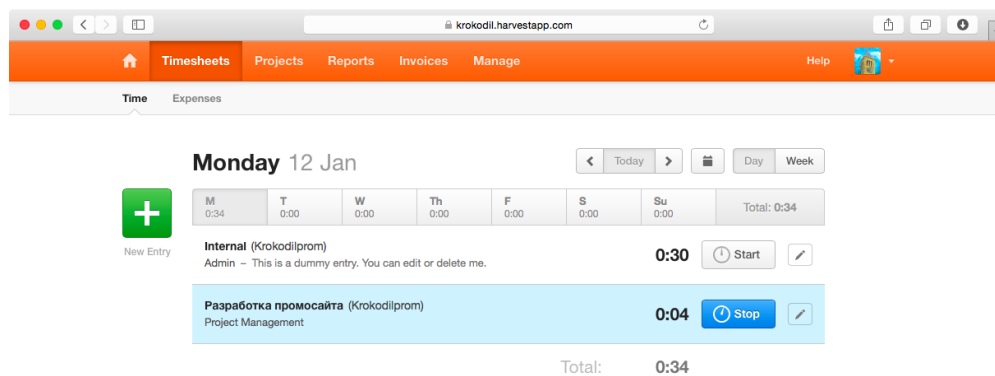 krokodil.harvestapp.com
Timesheets Projects Reports Invoices Manage Help
Time Expenses
Monday 12 Jan Today Day Week
M T W Th F S Su
0:34 0:00 0:00 0:00 0:00 0:00 0:00 Total: 0:34
New Entry
Internal (Krokodilprom)
Admin – This is a dummy entry. You can edit or delete me.
0:30 Start
Разработка промосайта (Krokodilprom)
Project Management
0:04 Stop
Total: 0:34